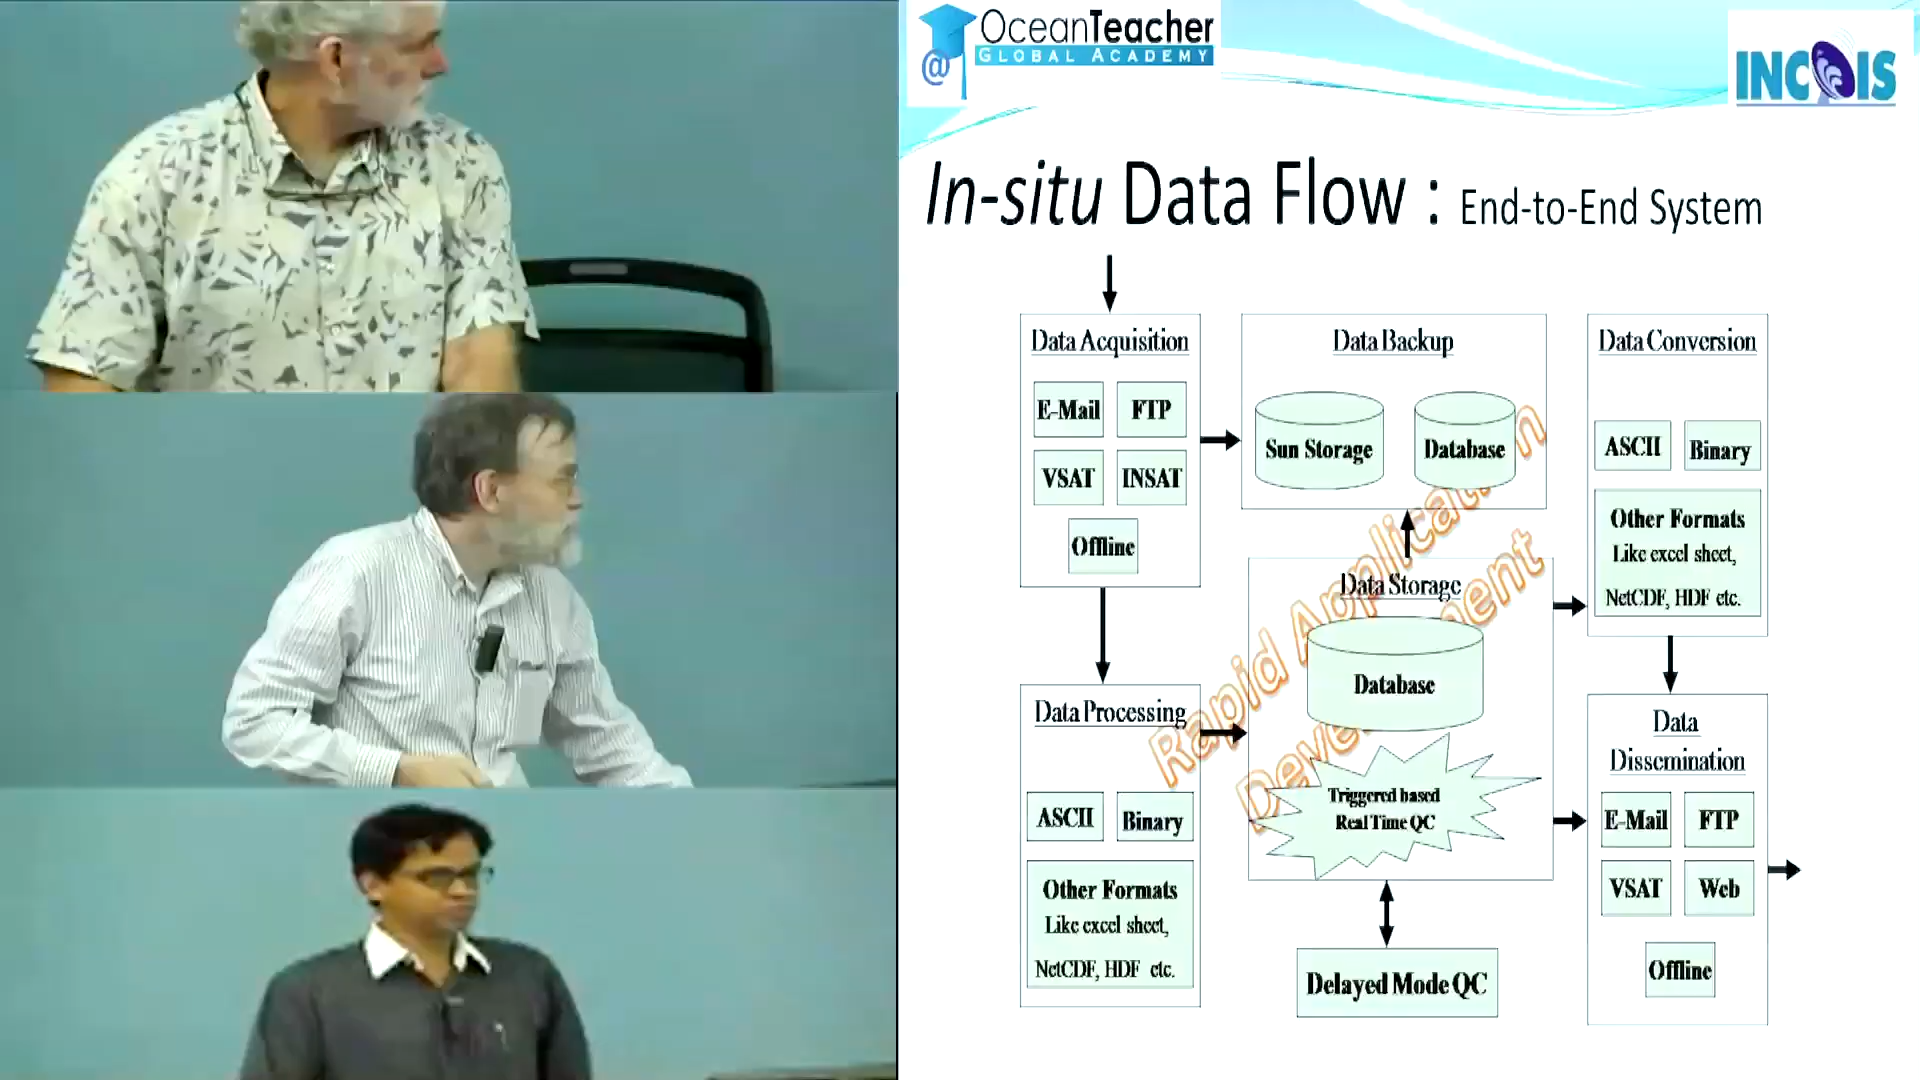 OceanTeacher
GLOBAL ACADEMY
@
INCOIS
In-situ Data Flow : End-to-End System
Data Acquisition
E-Mail
FTP
VSAT
INSAT
Offline
Data Backup
Sun Storage
Database
Data Conversion
ASCII
Binary
Other Formats
Like excel sheet,
NetCDF, HDF etc.
Data Processing
ASCII
Binary
Other Formats
Like excel sheet,
NetCDF, HDF etc.
Data Storage
Database
Triggered based
Real Time QC
Rapid Application
Development
Delayed Mode QC
Data
Dissemination
E-Mail
FTP
VSAT
Web
Offline